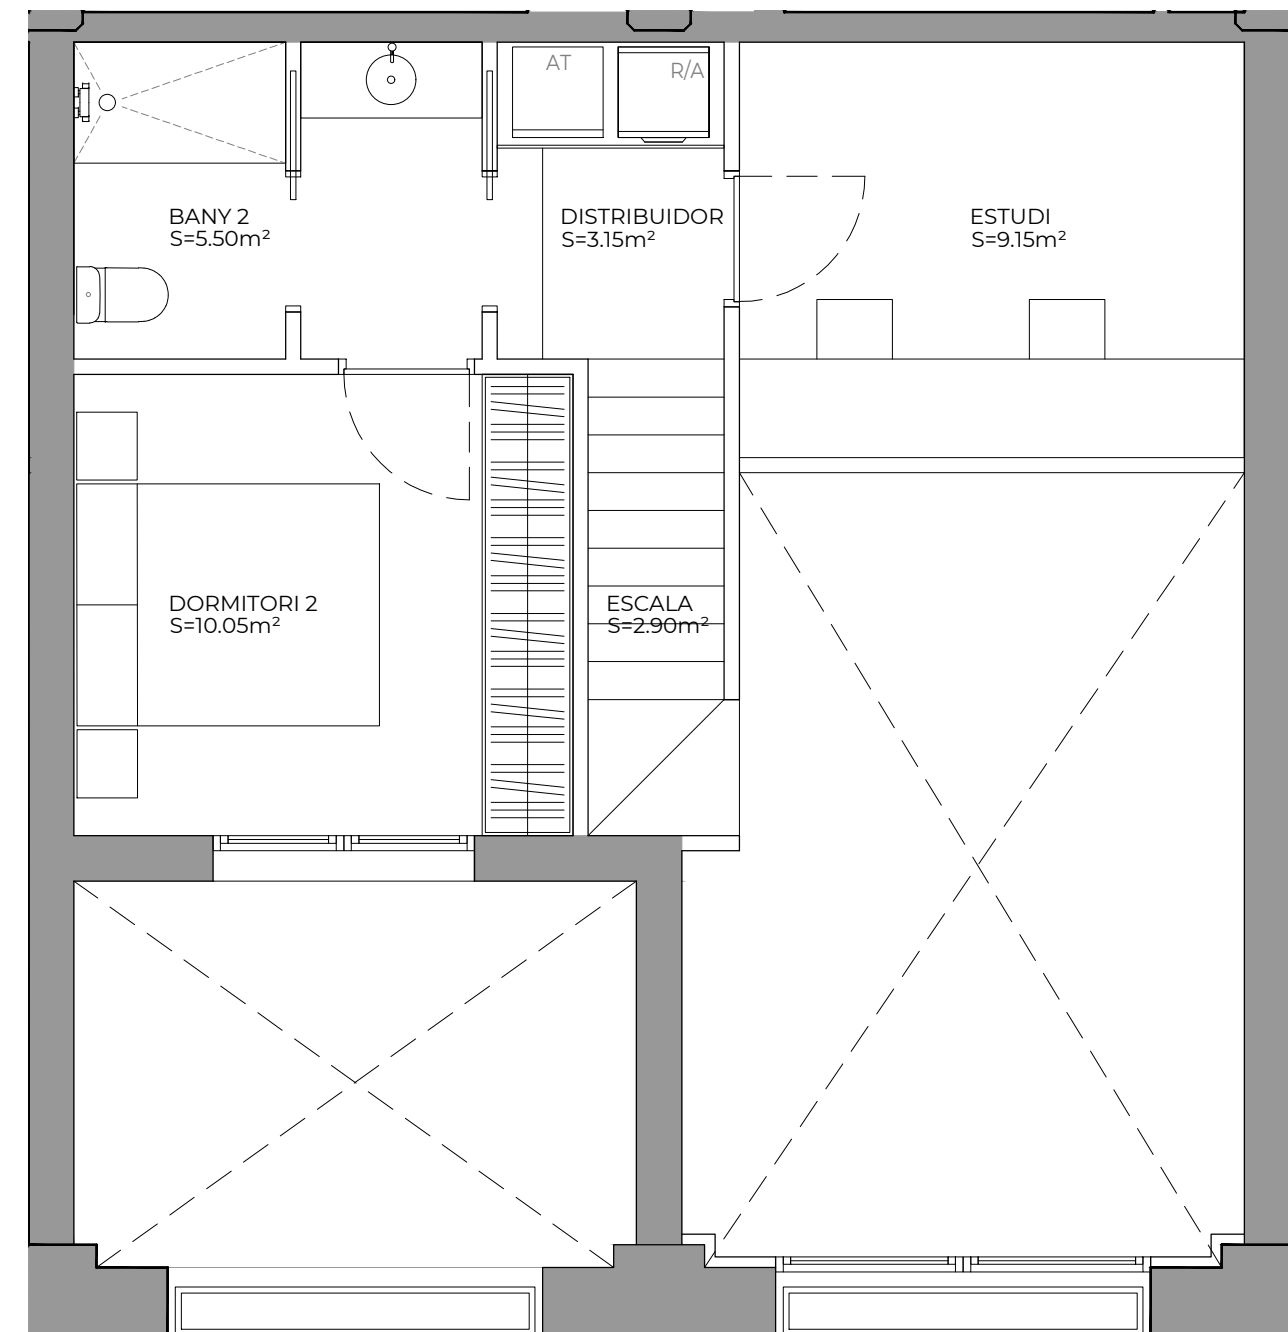 AT
R/A
BANY 2
S=5.50m²
DISTRIBUIDOR
S=3.15m²
ESTUDI
S=9.15m²
DORMITORI 2
S=10.05m²
ESCALA
S=2.90m²